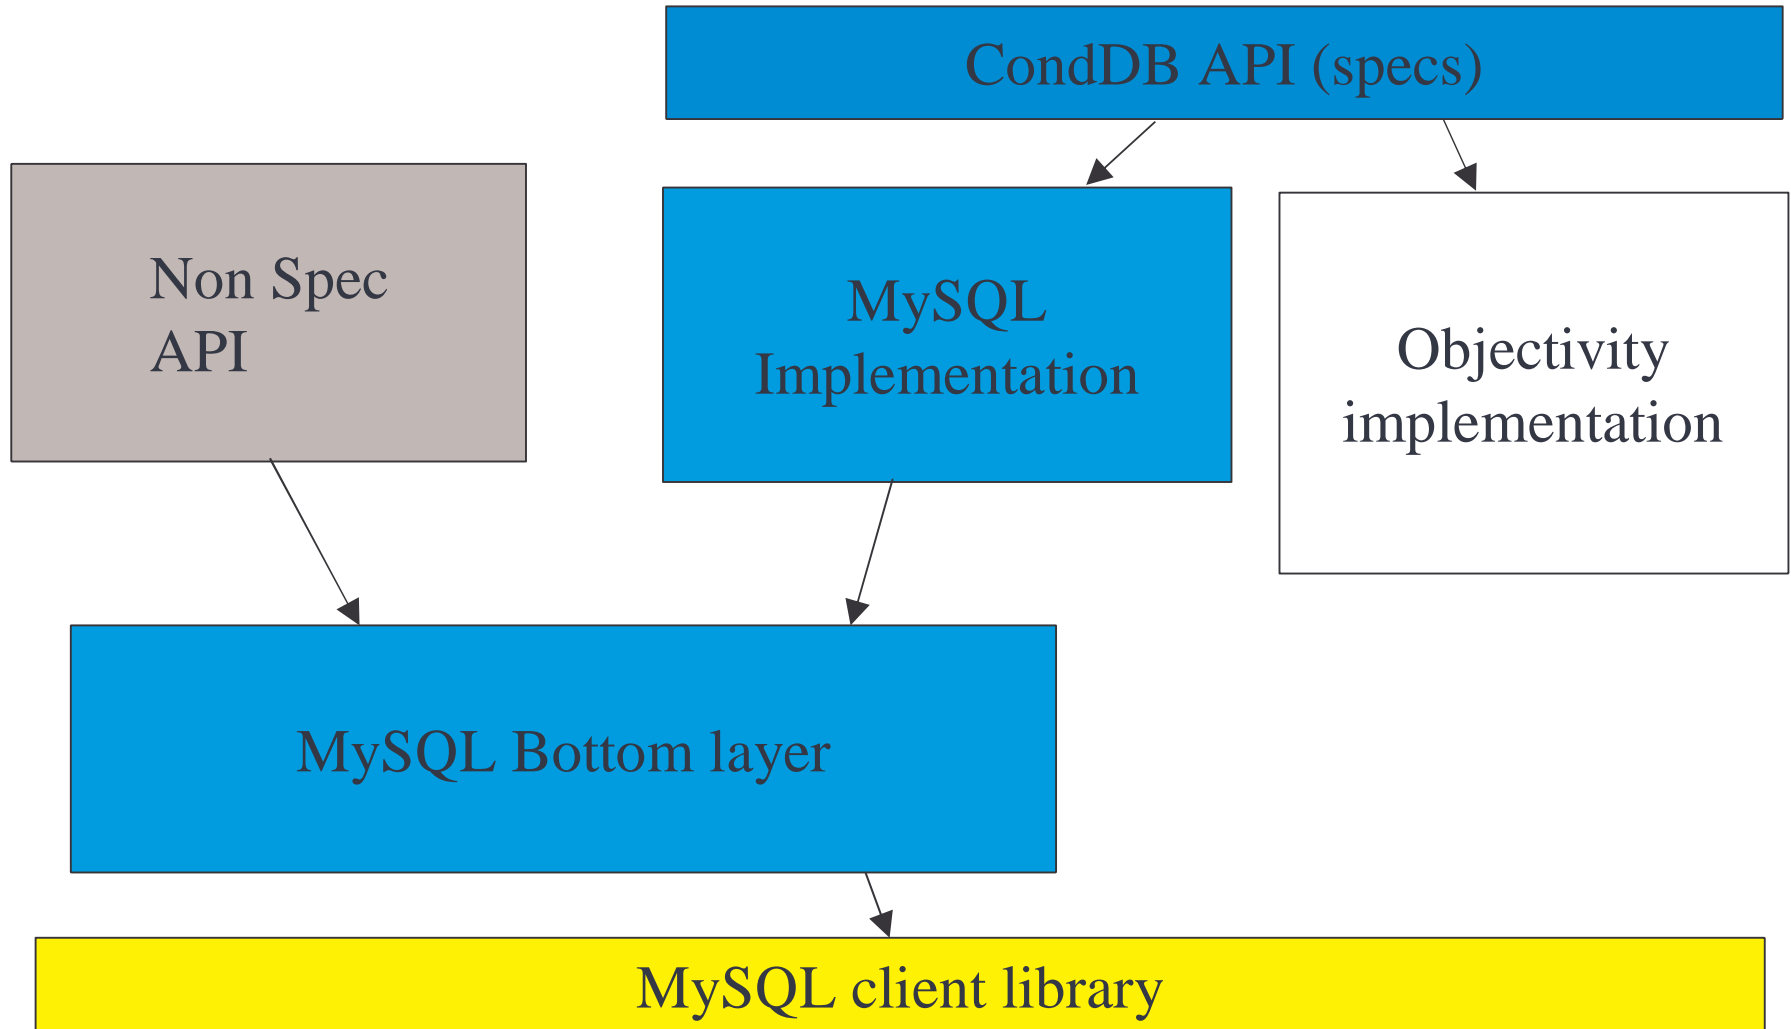 CondDB API (specs)
Non Spec
API
MySQL
Implementation
Objectivity
implementation
MySQL Bottom layer
MySQL client library